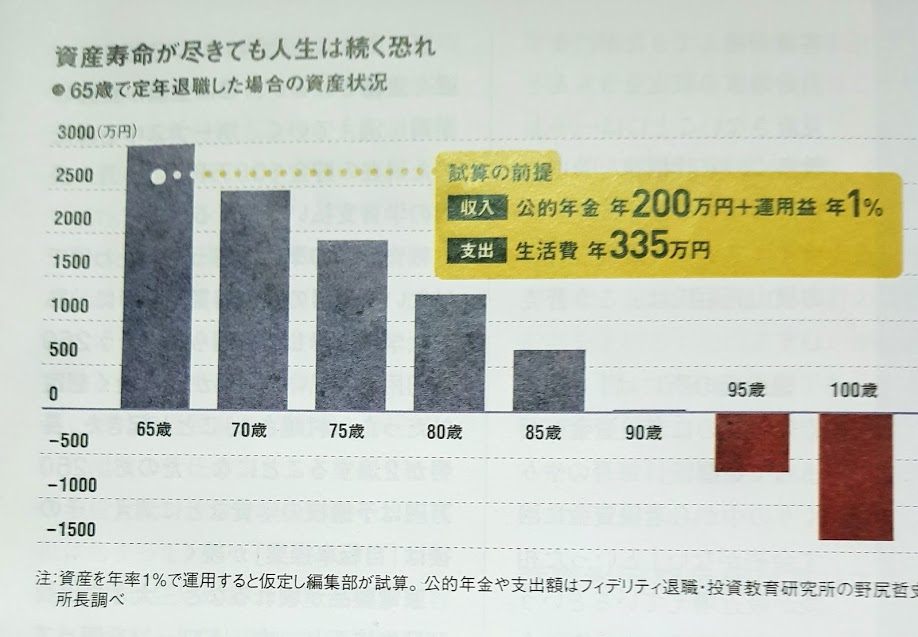 資産寿命が尽きても人生は続く恐れ
●65歳で定年退職した場合の資産状況
3000(万円)
2500
2000
1500
1000
500
0
-500
-1000
-1500
試算の前提
収入 公的年金 年200万円+運用益 年1%
支出 生活費 年335万円
65歳 70歳 75歳 80歳 85歳 90歳 95歳 100歳
注:資産を年率1%で運用すると仮定し編集部が試算。公的年金や支出額はフィデリティ退職・投資教育研究所の野尻哲史
所長調べ